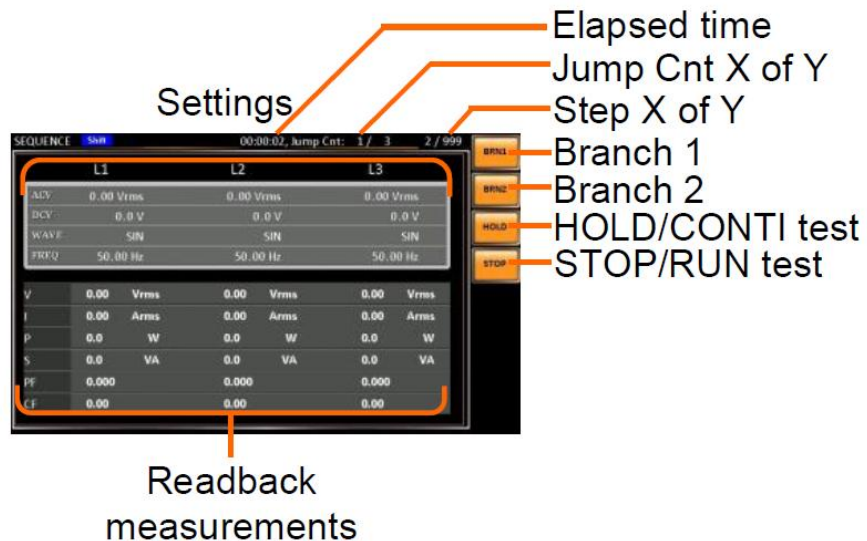 Elapsed time
Jump Cnt X of Y
Settings
Step X of Y
SEQUENCE Shift 00:00:02, Jump Cnt: 1 / 3 2 / 999
BRN1
Branch 1
L1 L2 L3
BRN2
Branch 2
ACV 0.00 Vrms 0.00 Vrms 0.00 Vrms
DCV 0.0 V 0.0 V 0.0 V
HOLD
HOLD/CONTI test
WAVE SIN SIN SIN
FREQ 50.00 Hz 50.00 Hz 50.00 Hz
STOP
STOP/RUN test
V 0.00 Vrms 0.00 Vrms 0.00 Vrms
I 0.00 Arms 0.00 Arms 0.00 Arms
P 0.0 W 0.0 W 0.0 W
S 0.0 VA 0.0 VA 0.0 VA
PF 0.000 0.000 0.000
CF 0.00 0.00 0.00
Readback
measurements